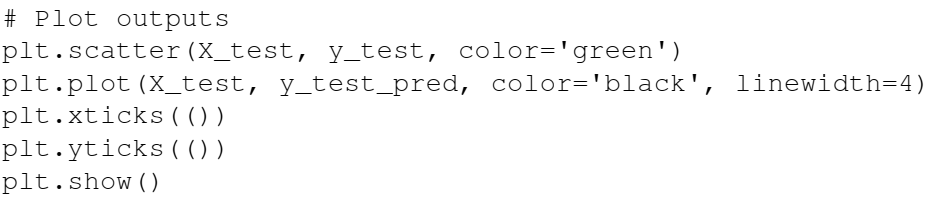 # Plot outputs
plt.scatter(X_test, y_test, color='green')
plt.plot(X_test, y_test_pred, color='black', linewidth=4)
plt.xticks(())
plt.yticks(())
plt.show()